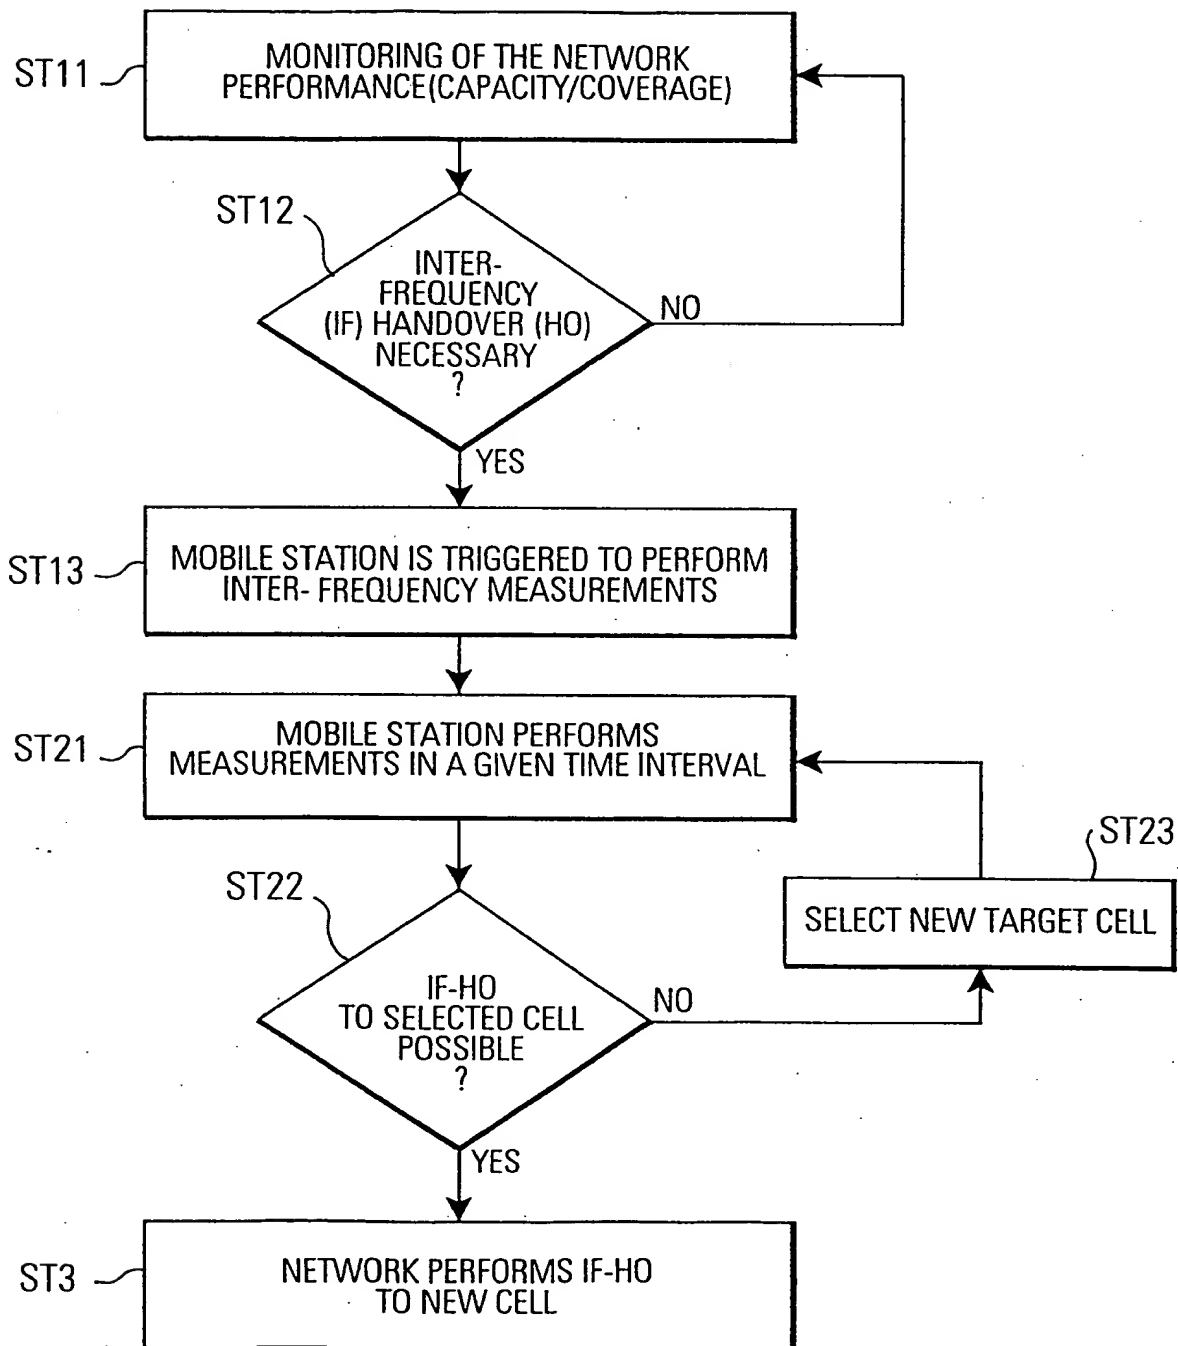 ST11
MONITORING OF THE NETWORK
PERFORMANCE(CAPACITY/COVERAGE)
ST12
INTER-
FREQUENCY
(IF) HANDOVER (HO)
NECESSARY
?
NO
YES
ST13
MOBILE STATION IS TRIGGERED TO PERFORM
INTER- FREQUENCY MEASUREMENTS
ST21
MOBILE STATION PERFORMS
MEASUREMENTS IN A GIVEN TIME INTERVAL
ST23
SELECT NEW TARGET CELL
ST22
IF-HO
TO SELECTED CELL
POSSIBLE
?
NO
YES
ST3
NETWORK PERFORMS IF-HO
TO NEW CELL